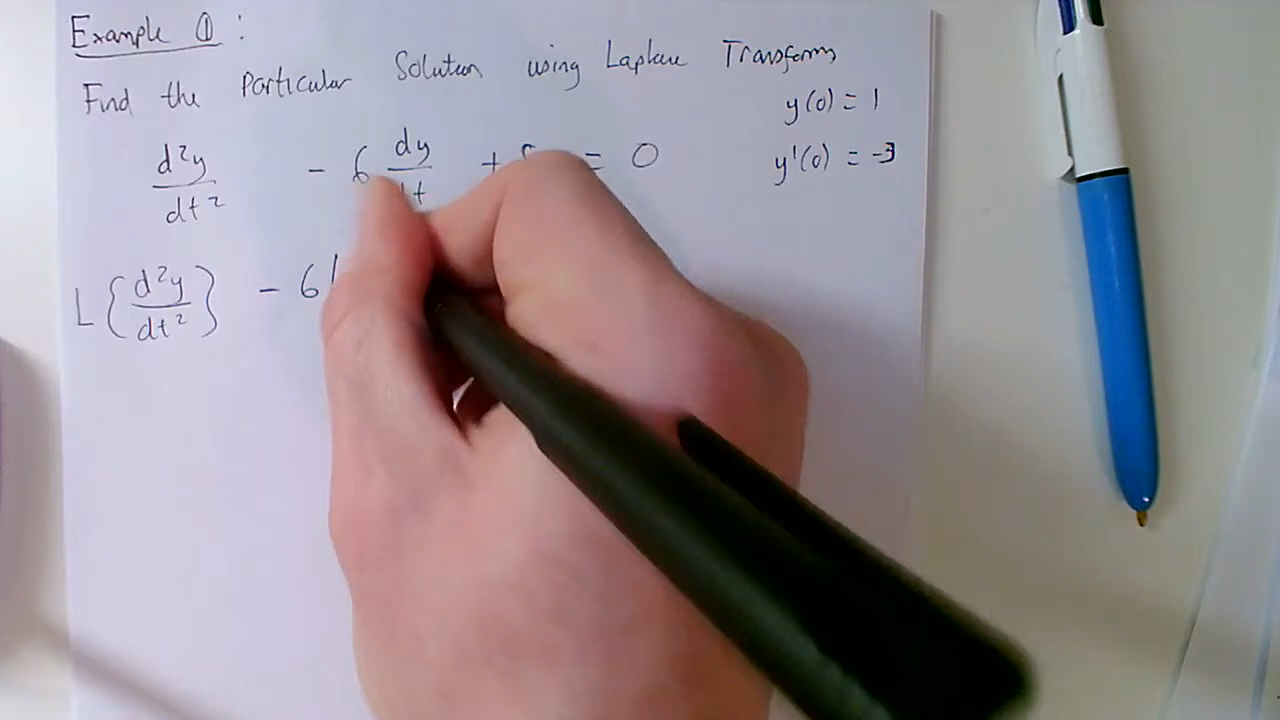 Example ①:
Find the Particular Solution using Laplace Transforms
d²y/dt² - 6 dy/dt + = 0
y(0) = 1
y'(0) = -3
L{d²y/dt²} - 6